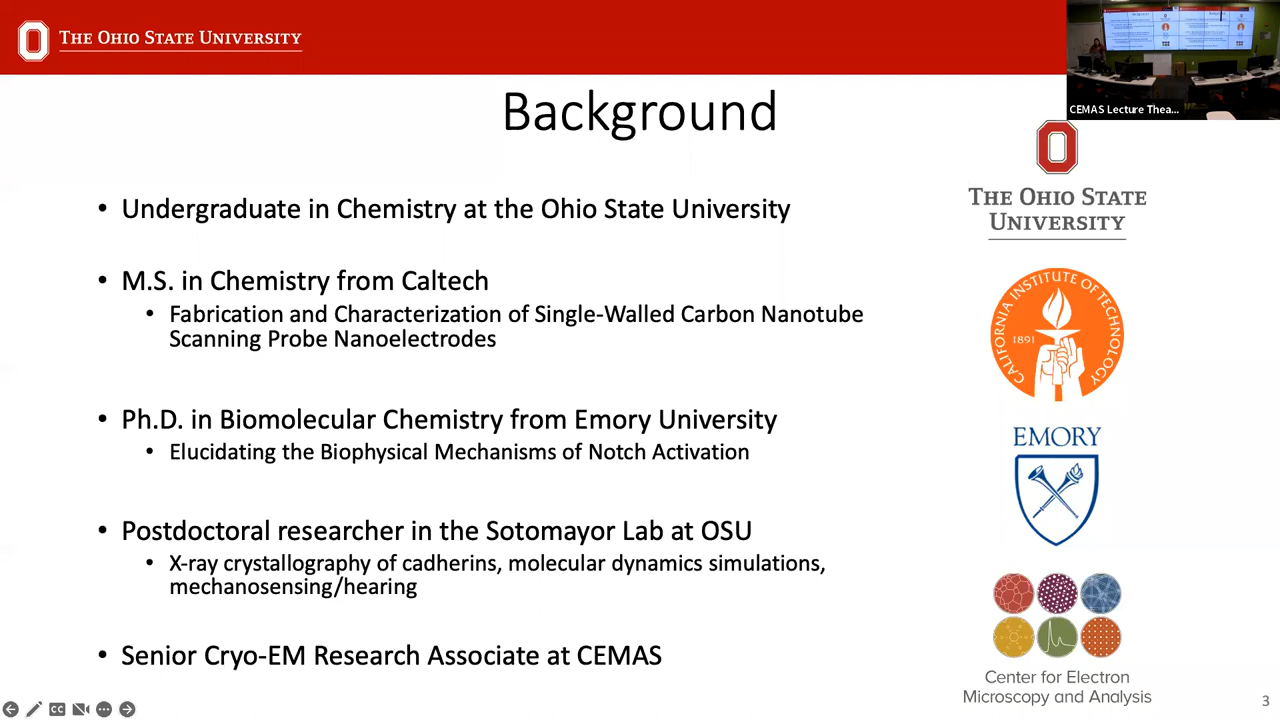 THE OHIO STATE UNIVERSITY
CEMAS Lecture Thea...
Background
THE OHIO STATE
UNIVERSITY
• Undergraduate in Chemistry at the Ohio State University
• M.S. in Chemistry from Caltech
• Fabrication and Characterization of Single-Walled Carbon Nanotube
Scanning Probe Nanoelectrodes
CALIFORNIA INSTITUTE OF TECHNOLOGY
1891
• Ph.D. in Biomolecular Chemistry from Emory University
• Elucidating the Biophysical Mechanisms of Notch Activation
EMORY
• Postdoctoral researcher in the Sotomayor Lab at OSU
• X-ray crystallography of cadherins, molecular dynamics simulations,
mechanosensing/hearing
• Senior Cryo-EM Research Associate at CEMAS
Center for Electron
Microscopy and Analysis
CC
3